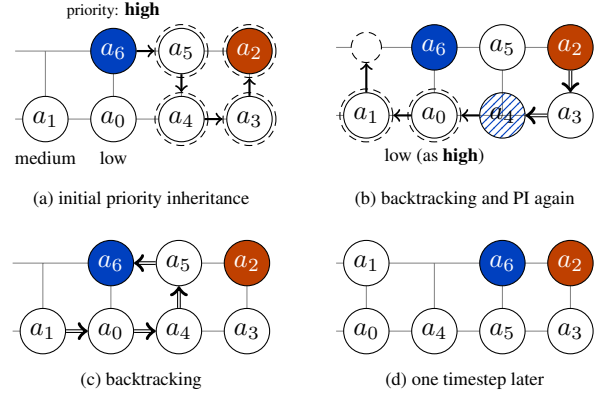 priority: high
a6 a5 a2
a1 a0 a4 a3
medium low
(a) initial priority inheritance
a6 a5 a2
a1 a0 a4 a3
low (as high)
(b) backtracking and PI again
a6 a5 a2
a1 a0 a4 a3
(c) backtracking
a1 a6 a2
a0 a4 a5 a3
(d) one timestep later